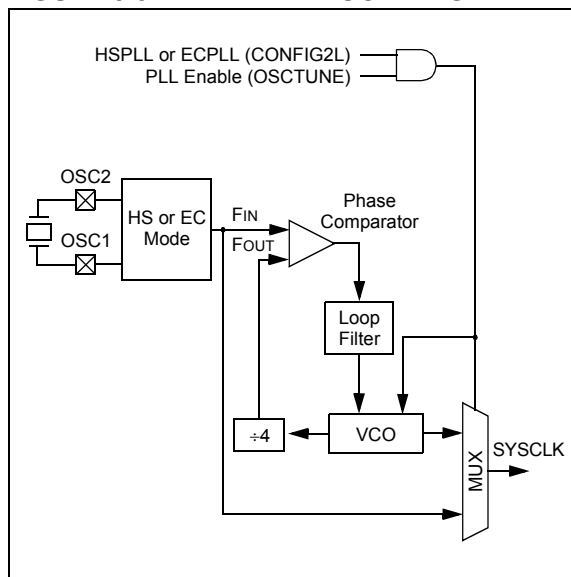 HSPLL or ECPLL (CONFIG2L)
PLL Enable (OSCTUNE)
OSC2
OSC1
HS or EC
Mode
FIN
FOUT
Phase
Comparator
Loop
Filter
÷4
VCO
MUX
SYSCLK